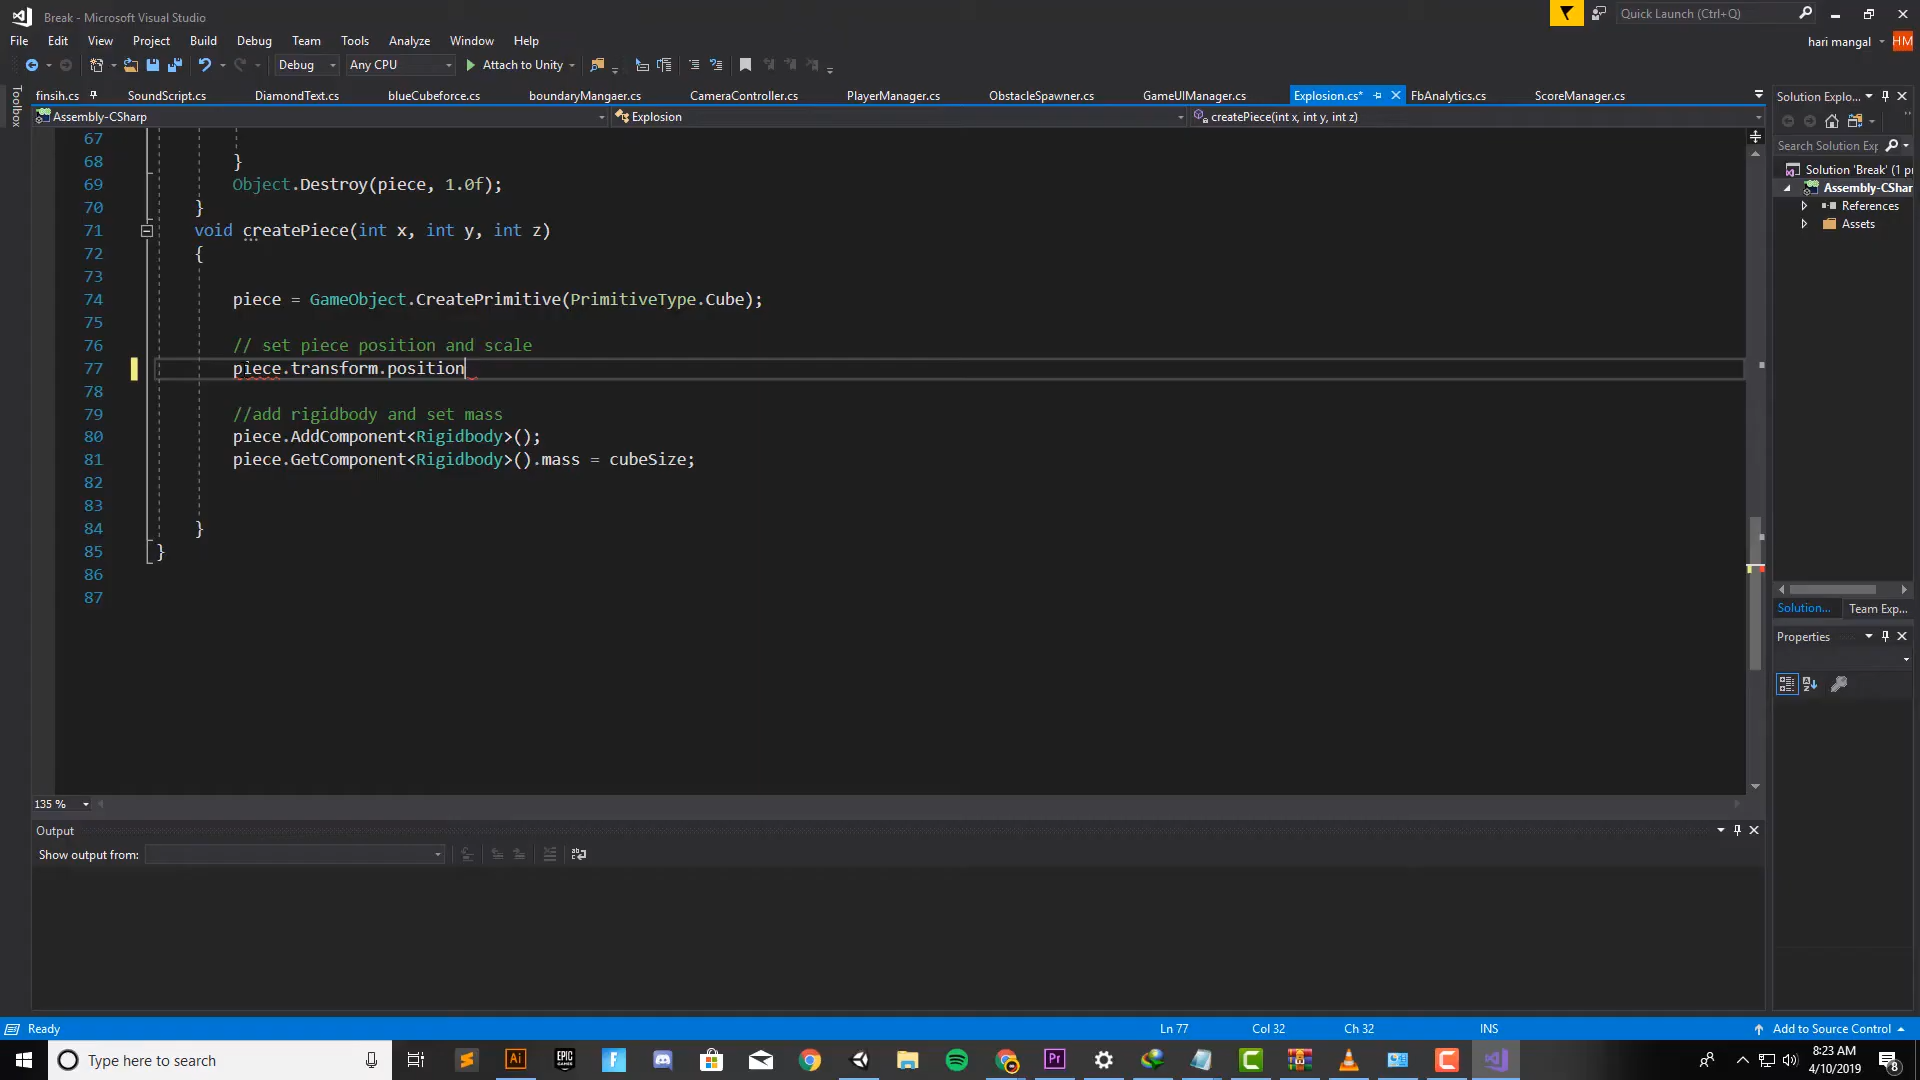 Break - Microsoft Visual Studio
Quick Launch (Ctrl+Q)
File Edit View Project Build Debug Team Tools Analyze Window Help
hari mangal HM
Debug Any CPU Attach to Unity
Toolbox
finsih.cs SoundScript.cs DiamondText.cs blueCubeforce.cs boundaryMangaer.cs CameraController.cs PlayerManager.cs ObstacleSpawner.cs GameUIManager.cs Explosion.cs* FbAnalytics.cs ScoreManager.cs
Assembly-CSharp Explosion createPiece(int x, int y, int z)
67
68 }
69 Object.Destroy(piece, 1.0f);
70 }
71 void createPiece(int x, int y, int z)
72 {
73
74 piece = GameObject.CreatePrimitive(PrimitiveType.Cube);
75
76 // set piece position and scale
77 piece.transform.position
78
79 //add rigidbody and set mass
80 piece.AddComponent<Rigidbody>();
81 piece.GetComponent<Rigidbody>().mass = cubeSize;
82
83
84 }
85 }
86
87
135 %
Solution Explo...
Search Solution Exp
Solution 'Break' (1 pr
Assembly-CShar
References
Assets
Solution... Team Exp...
Properties
Output
Show output from:
Ready Ln 77 Col 32 Ch 32 INS Add to Source Control
Type here to search
Ai
EPIC GAMES
Pr
8:23 AM
4/10/2019
8